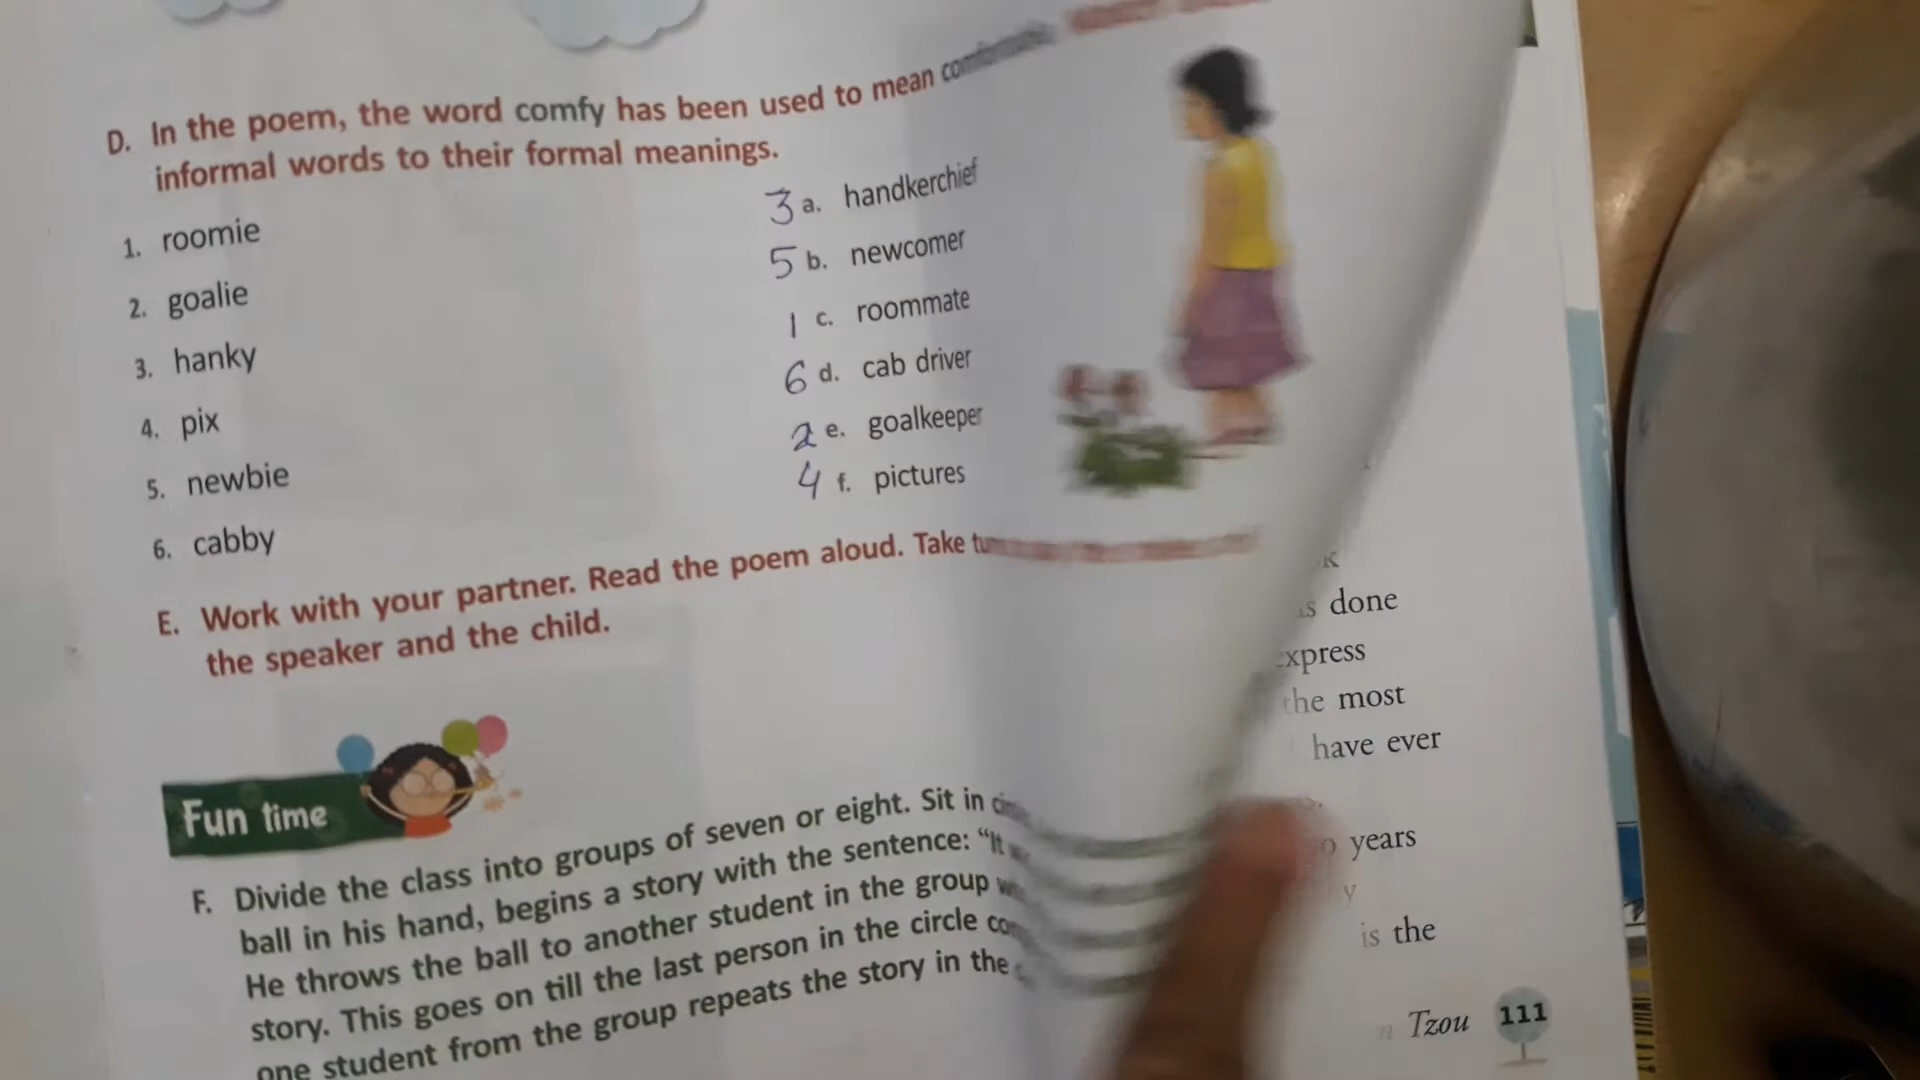 D. In the poem, the word comfy has been used to mean
informal words to their formal meanings.
1. roomie
2. goalie
3. hanky
4. pix
5. newbie
6. cabby
3 a. handkerchief
5 b. newcomer
1 c. roommate
6 d. cab driver
2 e. goalkeeper
4 f. pictures
E. Work with your partner. Read the poem aloud. Take
the speaker and the child.
Fun time
F. Divide the class into groups of seven or eight. Sit in
ball in his hand, begins a story with the sentence: “It
He throws the ball to another student in the group
story. This goes on till the last person in the circle
one student from the group repeats the story in the
done
the most
have ever
years
is the
Tzou 111